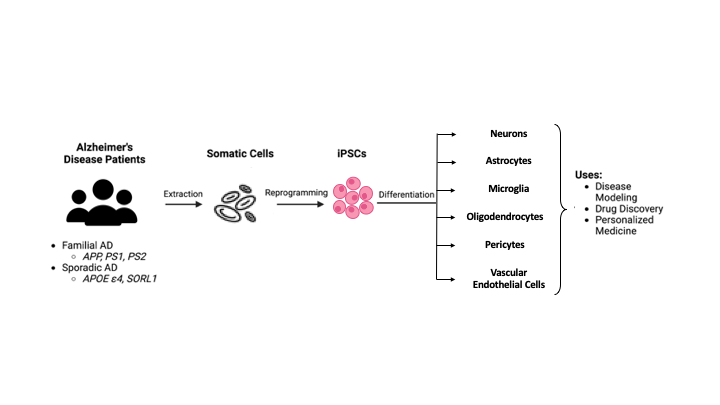 Alzheimer's
Disease Patients
Familial AD
APP, PS1, PS2
Sporadic AD
APOE ε4, SORL1
Extraction
Somatic Cells
Reprogramming
iPSCs
Differentiation
Neurons
Astrocytes
Microglia
Oligodendrocytes
Pericytes
Vascular
Endothelial Cells
Uses:
Disease
Modeling
Drug Discovery
Personalized
Medicine